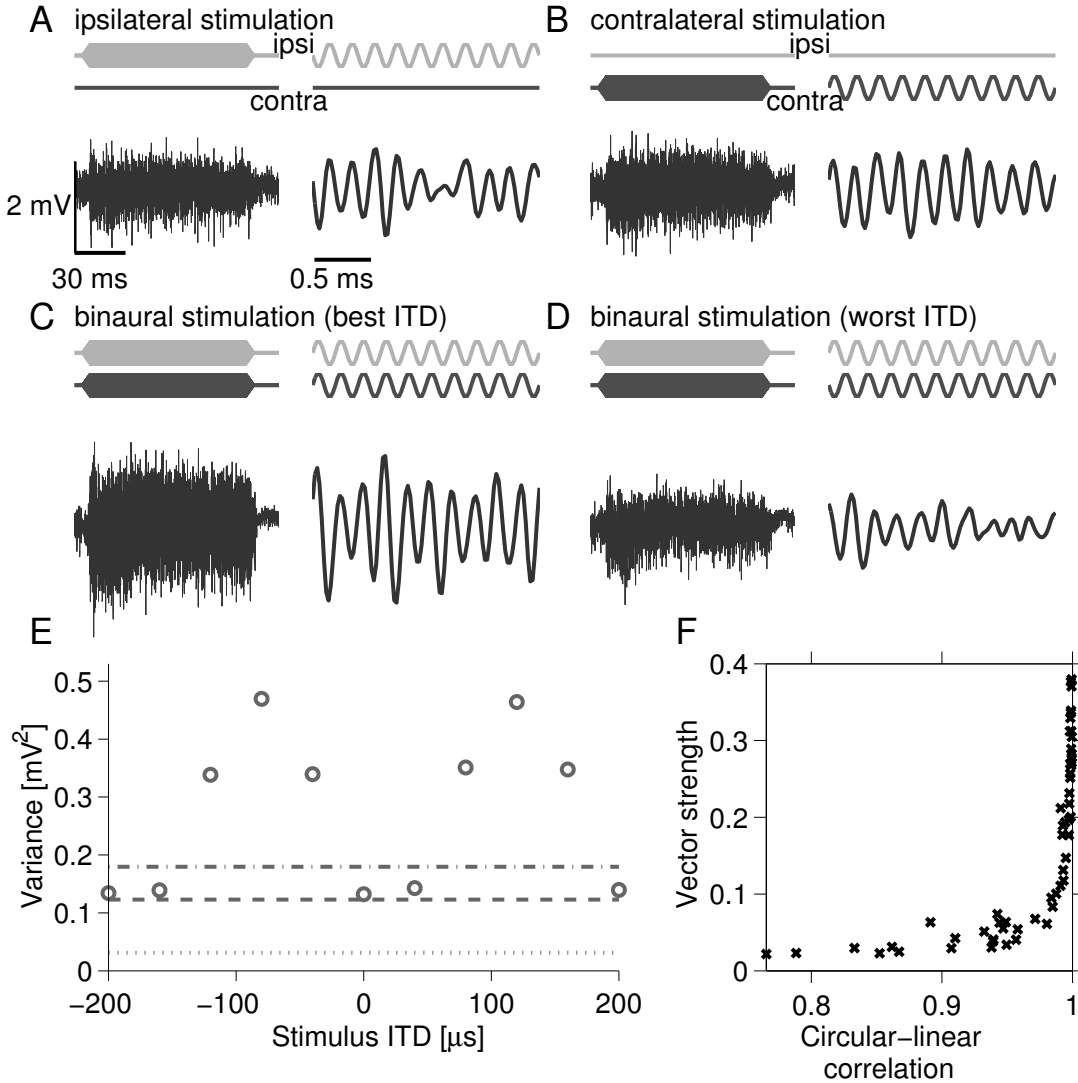 A ipsilateral stimulation
ipsi
contra
2 mV
30 ms
0.5 ms
B contralateral stimulation
ipsi
contra
C binaural stimulation (best ITD)
D binaural stimulation (worst ITD)
E
0.5
0.4
0.3
0.2
0.1
0
Variance [mV²]
−200 −100 0 100 200
Stimulus ITD [µs]
F
0.4
0.3
0.2
0.1
0
Vector strength
0.8 0.9 1
Circular−linear
correlation